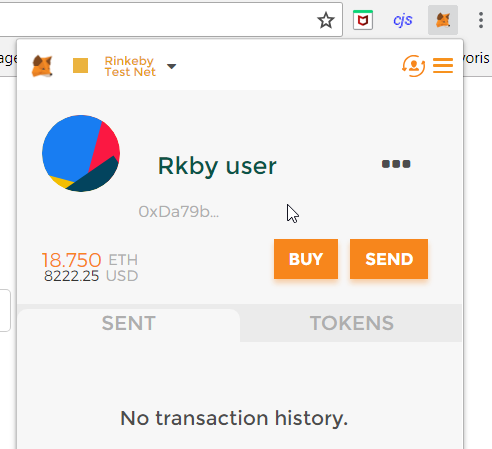 age
cjs
voris
Rinkeby
Test Net
Rkby user
0xDa79b...
18.750 ETH
8222.25 USD
BUY
SEND
SENT
TOKENS
No transaction history.